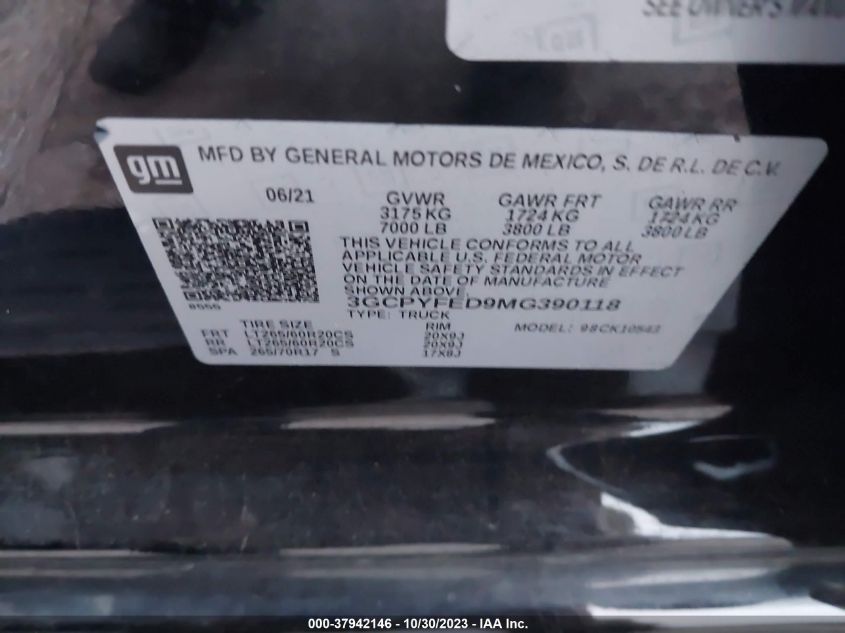 SEE OWNER'S MANU
gm
MFD BY GENERAL MOTORS DE MEXICO, S. DE R.L. DE C.V.
06/21 GVWR GAWR FRT GAWR RR
3175 KG 1724 KG 1724 KG
7000 LB 3800 LB 3800 LB
THIS VEHICLE CONFORMS TO ALL
APPLICABLE U.S. FEDERAL MOTOR
VEHICLE SAFETY STANDARDS IN EFFECT
ON THE DATE OF MANUFACTURE
SHOWN ABOVE
3GCPYFED9MG390118
TYPE: TRUCK
TIRE SIZE RIM MODEL: 98CK10543
FRT LT265/60R20CS 20X9J
RR LT265/60R20CS 20X9J
SPA 265/70R17 S 17X8J
000-37942146 - 10/30/2023 - IAA Inc.